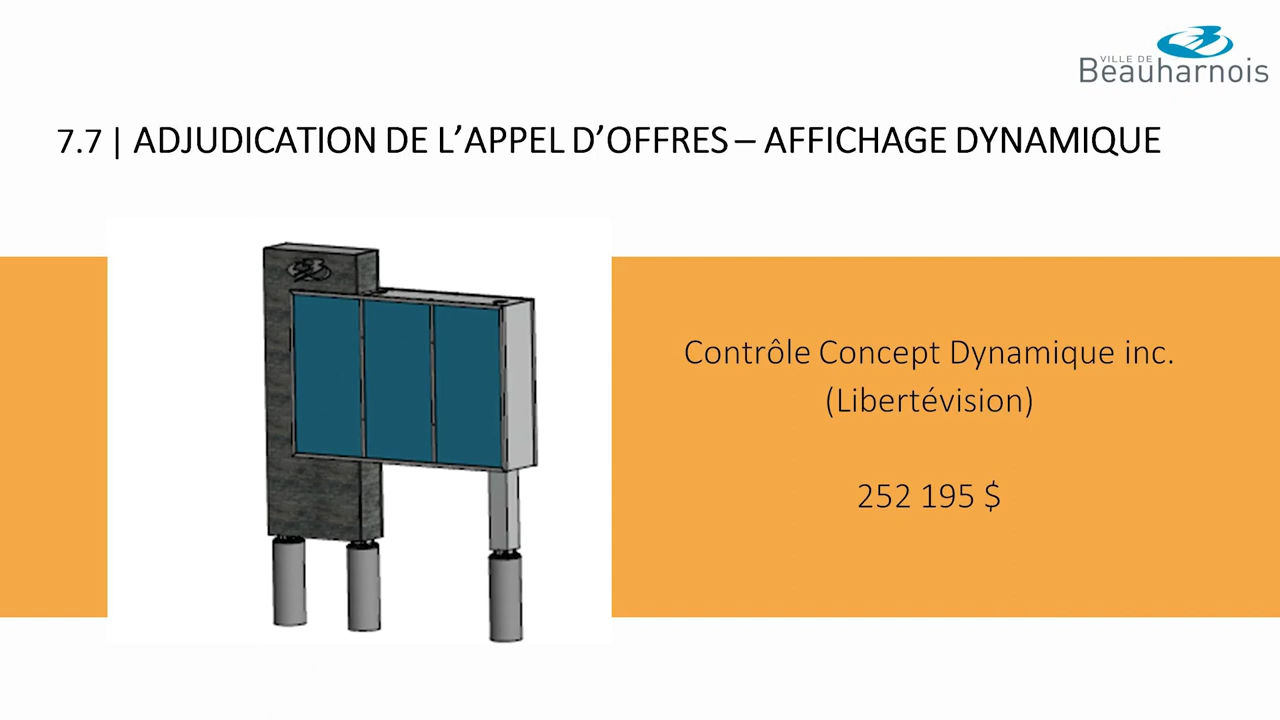 VILLE DE
Beauharnois
7.7 | ADJUDICATION DE L’APPEL D’OFFRES – AFFICHAGE DYNAMIQUE
Contrôle Concept Dynamique inc.
(Libertévision)
252 195 $